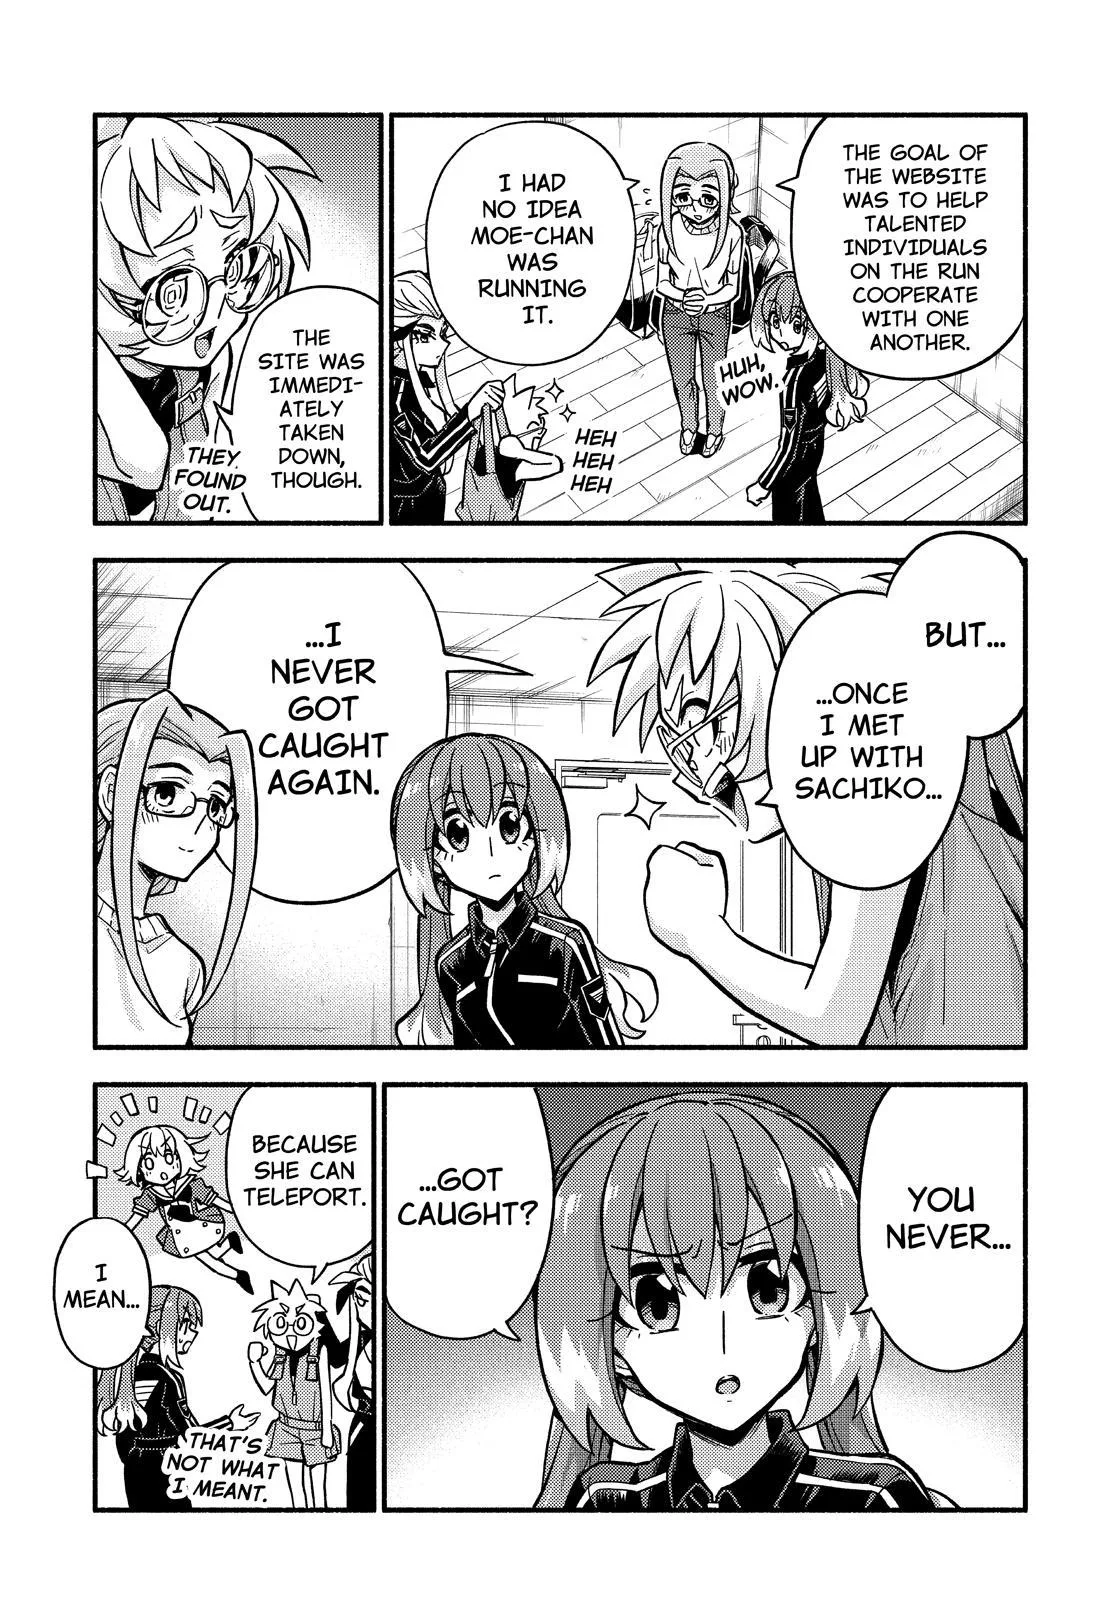 THE GOAL OF
THE WEBSITE
WAS TO HELP
TALENTED
INDIVIDUALS
ON THE RUN
COOPERATE
WITH ONE
ANOTHER.
HUH,
WOW.
I HAD
NO IDEA
MOE-CHAN
WAS
RUNNING
IT.
HEH
HEH
HEH
THE
SITE WAS
IMMEDI-
ATELY
TAKEN
DOWN,
THOUGH.
THEY
FOUND
OUT.
BUT...
...ONCE
I MET
UP WITH
SACHIKO...
...I
NEVER
GOT
CAUGHT
AGAIN.
YOU
NEVER...
...GOT
CAUGHT?
BECAUSE
SHE CAN
TELEPORT.
I
MEAN...
THAT'S
NOT WHAT
I MEANT.